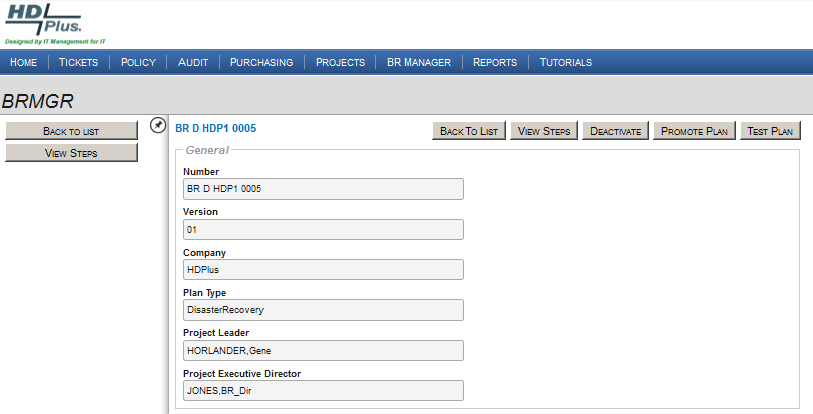 HD Plus.
Designed by IT Management for IT
HOME TICKETS POLICY AUDIT PURCHASING PROJECTS BR MANAGER REPORTS TUTORIALS
BRMGR
BACK TO LIST
VIEW STEPS
BR D HDP1 0005
BACK TO LIST VIEW STEPS DEACTIVATE PROMOTE PLAN TEST PLAN
General
Number
BR D HDP1 0005
Version
01
Company
HDPlus
Plan Type
DisasterRecovery
Project Leader
HORLANDER,Gene
Project Executive Director
JONES,BR_Dir